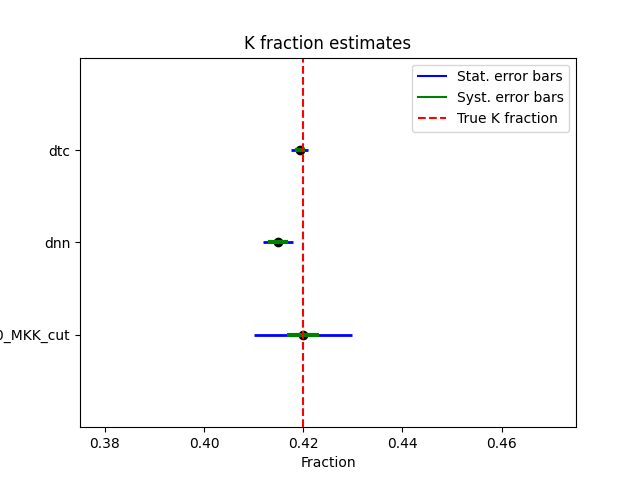 K fraction estimates
Stat. error bars
Syst. error bars
True K fraction
dtc
dnn
0_MKK_cut
0.38 0.40 0.42 0.44 0.46
Fraction